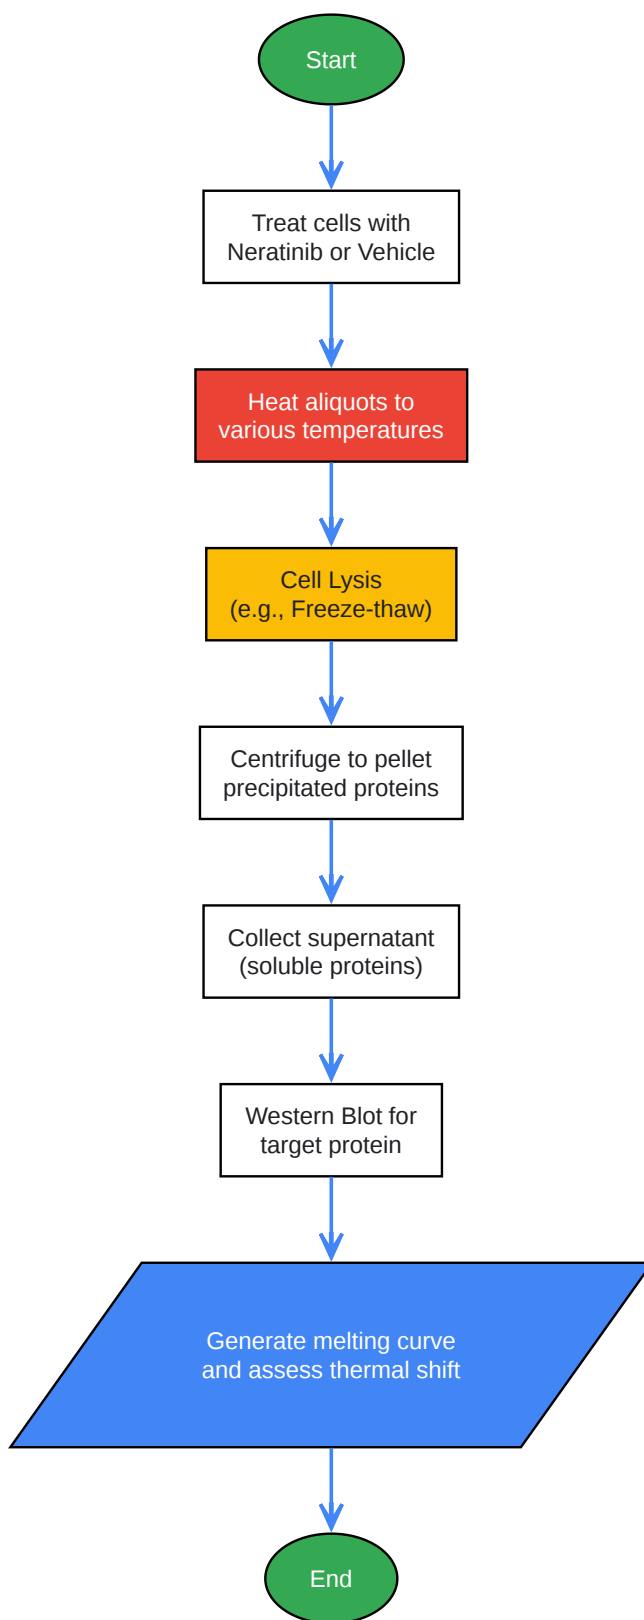 Start
Treat cells with
Neratinib or Vehicle
Heat aliquots to
various temperatures
Cell Lysis
(e.g., Freeze-thaw)
Centrifuge to pellet
precipitated proteins
Collect supernatant
(soluble proteins)
Western Blot for
target protein
Generate melting curve
and assess thermal shift
End